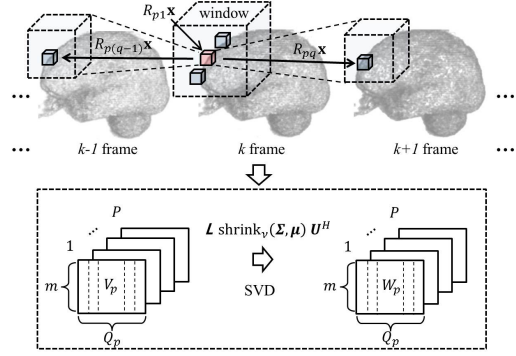 R_{p1}x
window
R_{p(q-1)}x
R_{pq}x
... ...
k-1 frame k frame k+1 frame
... P
1
m
V_p
Q_p
L shrink_ν(Σ, μ) U^H
SVD
... P
1
m
W_p
Q_p